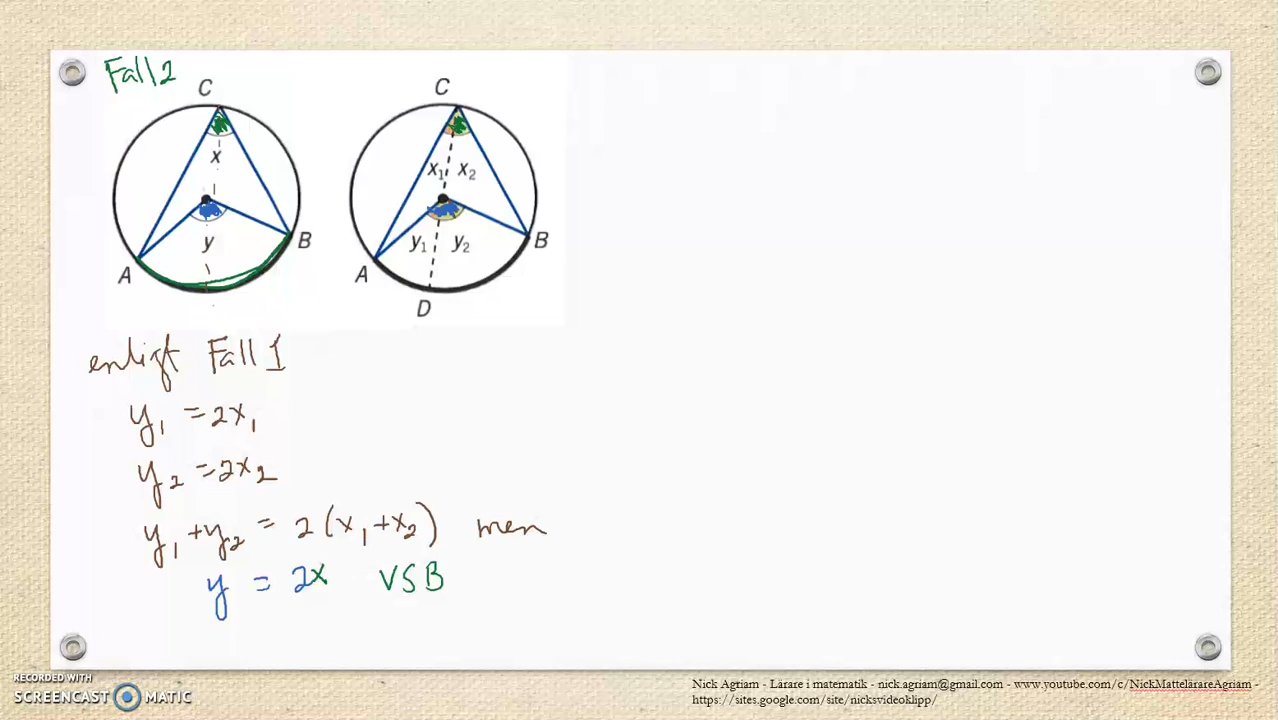 Fall 2
C
x
y
A
B
C
x₁ x₂
y₁ y₂
A
B
D
enligt Fall 1
y₁ = 2x₁
y₂ = 2x₂
y₁ + y₂ = 2(x₁ + x₂) men
y = 2x VSB
RECORDED WITH
SCREENCAST MATIC
Nick Agriam - Lärare i matematik - nick.agriam@gmail.com - www.youtube.com/c/NickMattelärareAgriam -
https://sites.google.com/site/nicksvideoklipp/